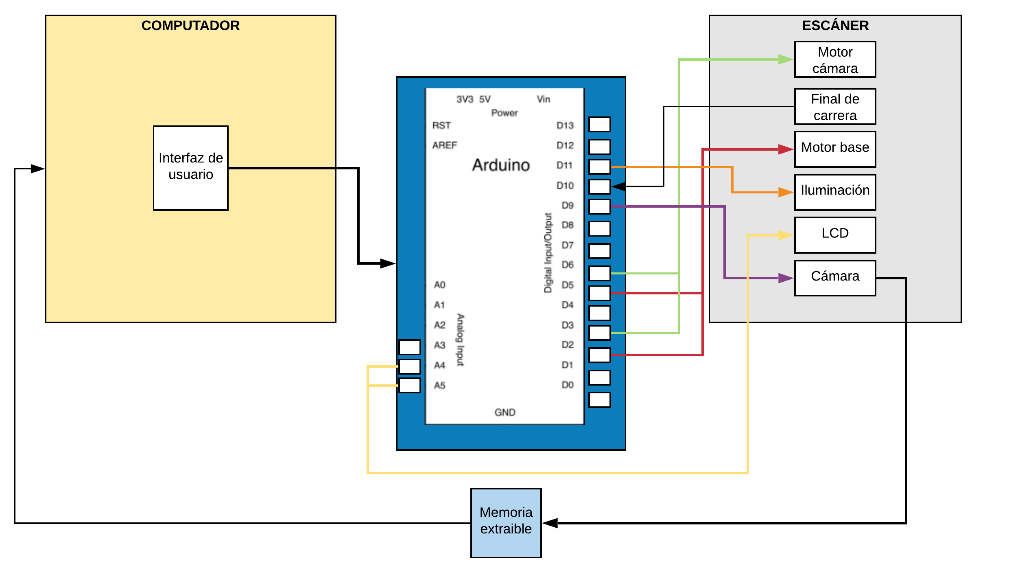 COMPUTADOR
Interfaz de
usuario
3V3 5V
Vin
Power
RST
AREF
Arduino
D13
D12
D11
D10
D9
D8
D7
D6
D5
D4
D3
D2
D1
D0
Digital Input/Output
A0
A1
A2
A3
A4
A5
Analog Input
GND
ESCÁNER
Motor
cámara
Final de
carrera
Motor base
Iluminación
LCD
Cámara
Memoria
extraible